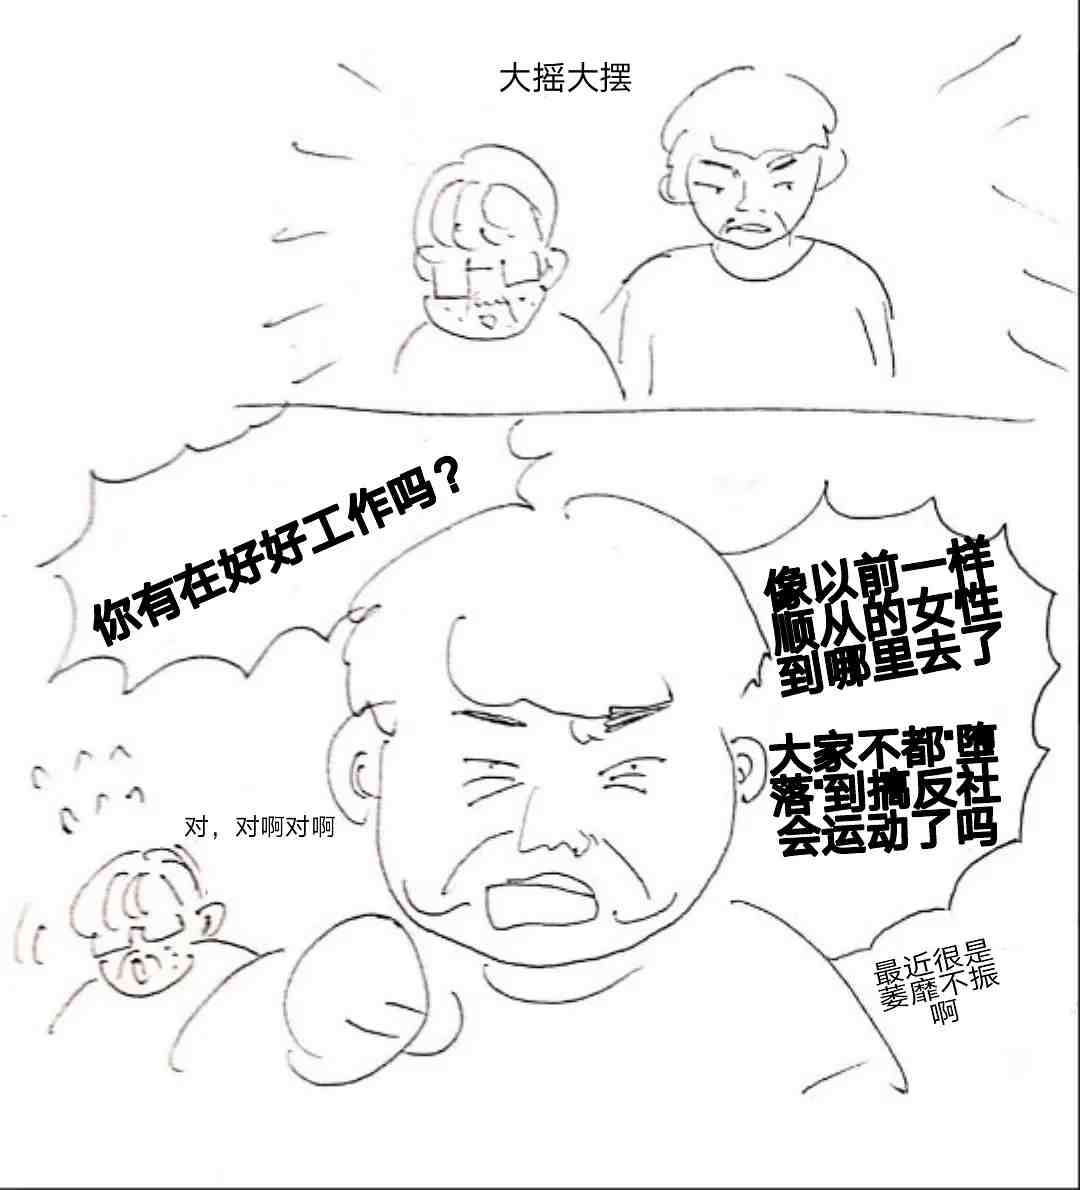 大摇大摆
你有在好好工作吗？
像以前一样
顺从的女性
到哪里去了
大家不都"堕
落"到搞反社
会运动了吗
对，对啊对啊
最近很是
萎靡不振
啊